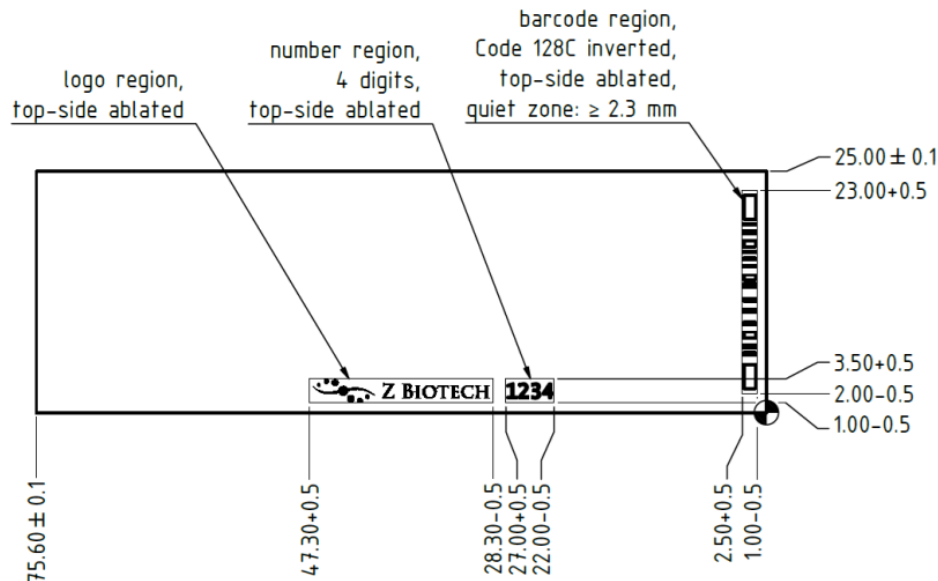 barcode region,
Code 128C inverted,
top-side ablated,
quiet zone: ≥ 2.3 mm
number region,
4 digits,
top-side ablated
logo region,
top-side ablated
25.00 ± 0.1
23.00+0.5
3.50+0.5
2.00-0.5
1.00-0.5
Z BIOTECH
1234
75.60 ± 0.1
47.30+0.5
28.30-0.5
27.00+0.5
22.00-0.5
2.50+0.5
1.00-0.5